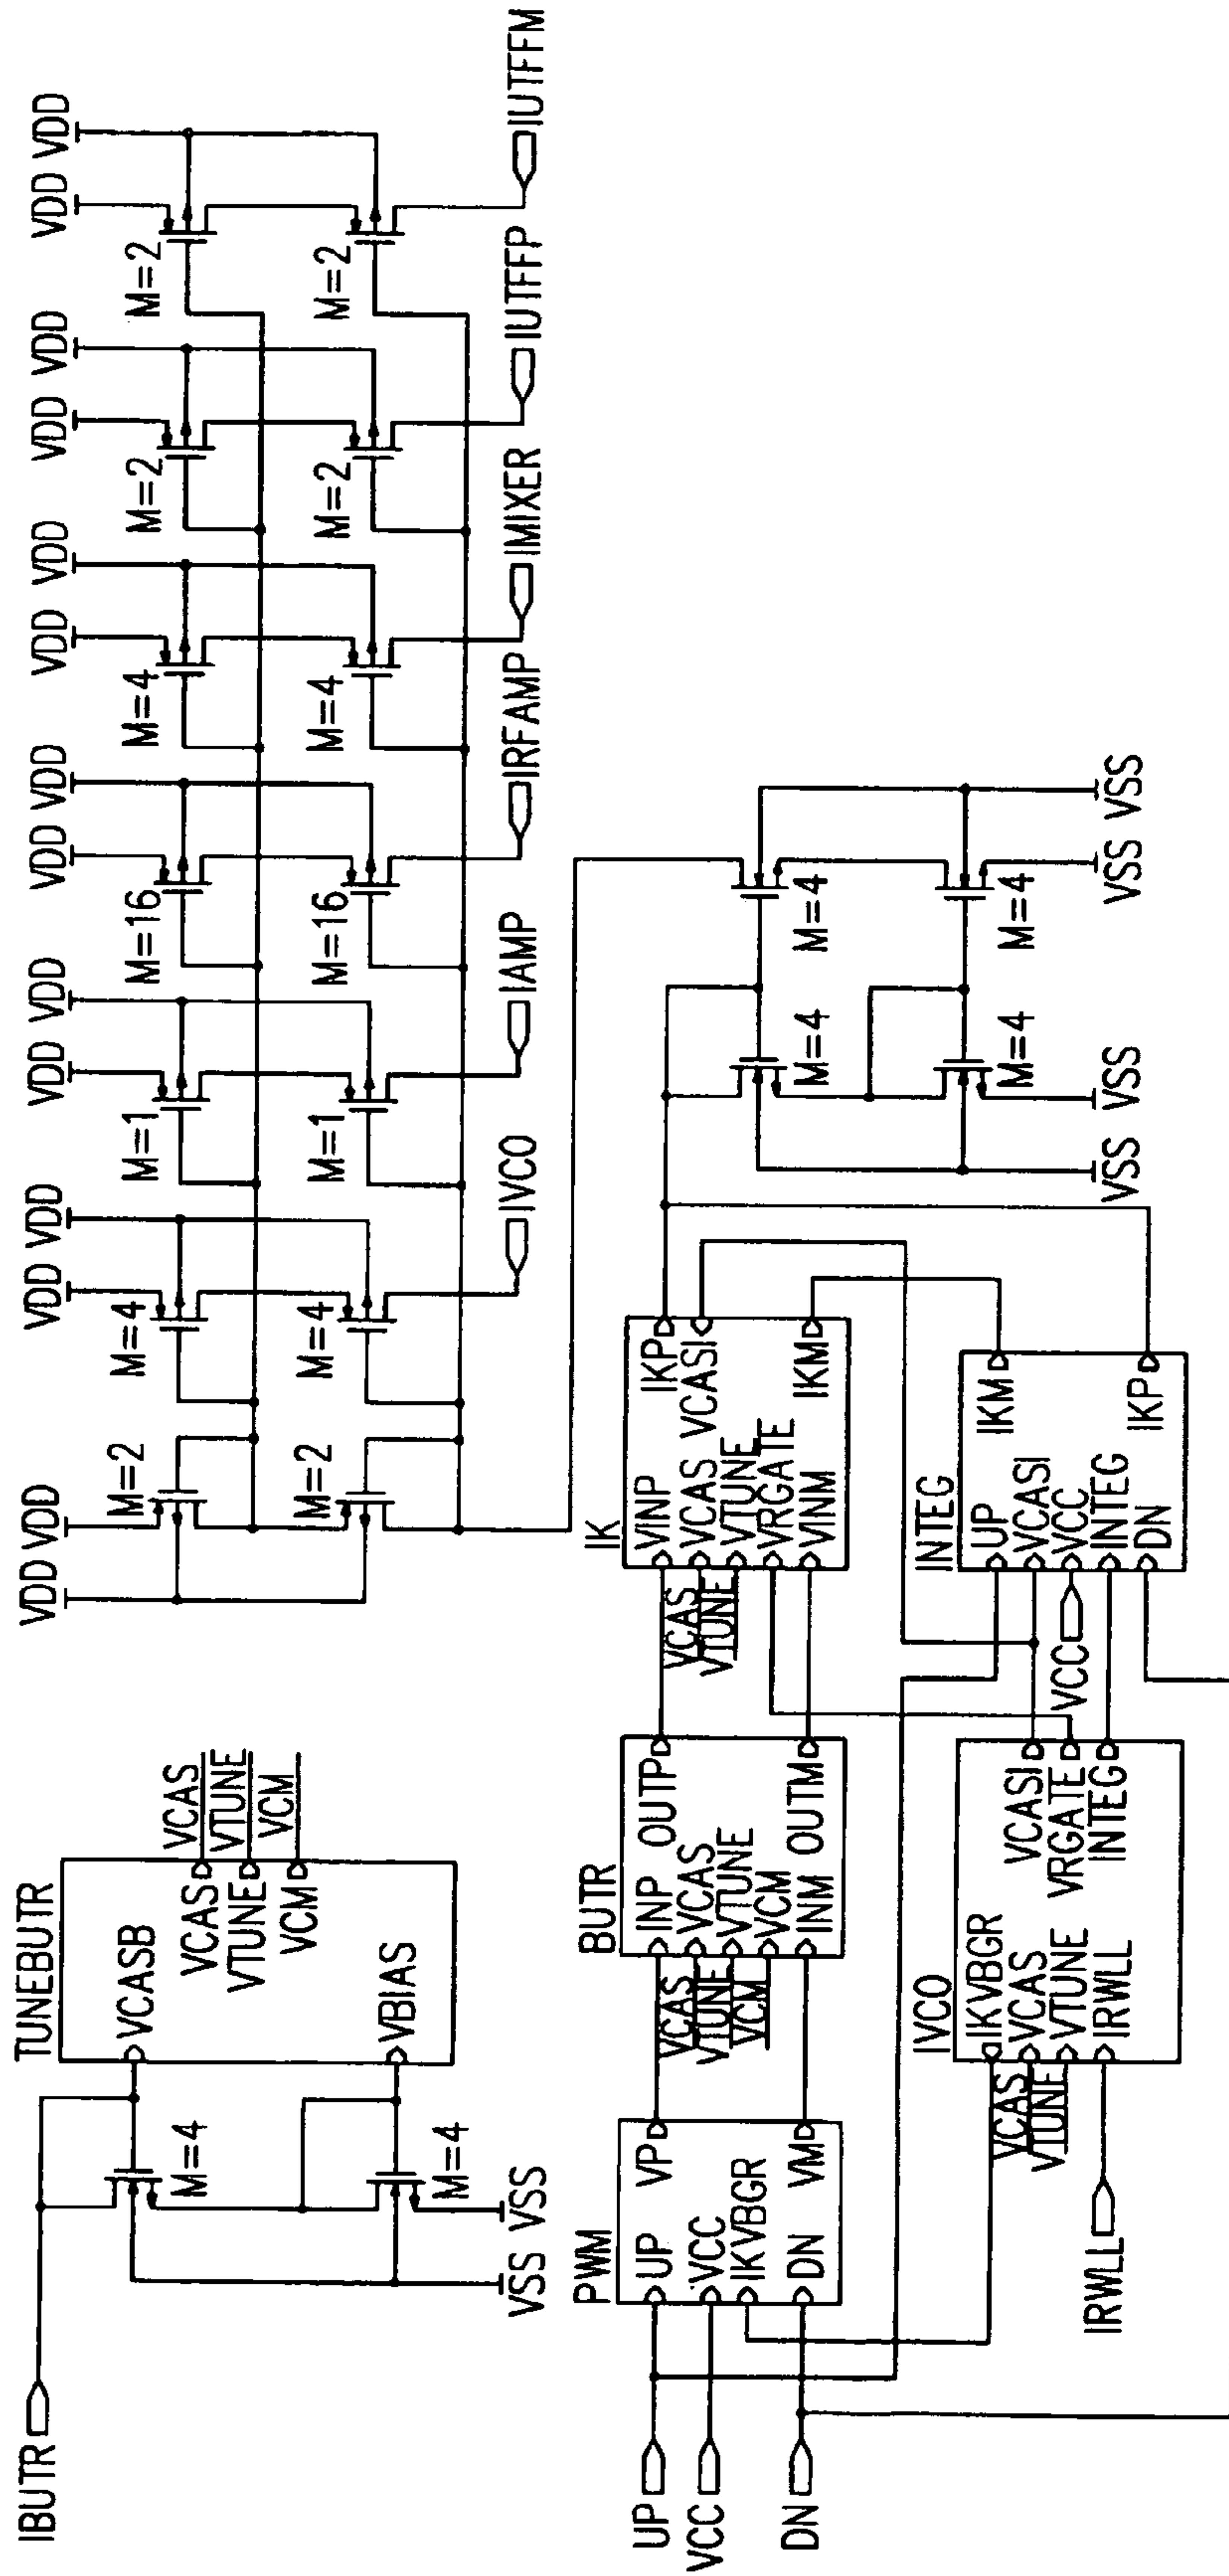 IBUTR
M=4
M=4
VSS
VSS
TUNEBUTR
VCASB
VBIAS
VCAS
VTUNE
VCM
VCAS
VTUNE
VCM
VDD
VDD
M=2
M=2
VDD
VDD
M=4
M=4
IVCO
VDD
VDD
M=1
M=1
IAMP
VDD
VDD
M=16
M=16
IRFAMP
VDD
VDD
M=4
M=4
IMIXER
VDD
VDD
M=2
M=2
IUTFFP
VDD
VDD
M=2
M=2
IUTFFM
UP
VCC
DN
PWM
UP
VCC
IKVBGR
DN
VP
VM
VCAS
VTUNE
VCM
BUTR
INP
VCAS
VTUNE
VCM
INM
OUTP
OUTM
VCAS
VTUNE
IK
VINP
VCAS
VTUNE
VRGATE
VINM
IKP
VCASI
IKM
M=4
M=4
M=4
M=4
VSS
VSS
VSS
VSS
IRWLL
VCAS
VTUNE
IVCO
IKVBGR
VCAS
VTUNE
IRWLL
VCASI
VRGATE
INTEG
VCC
INTEG
UP
VCASI
VCC
INTEG
DN
IKM
IKP